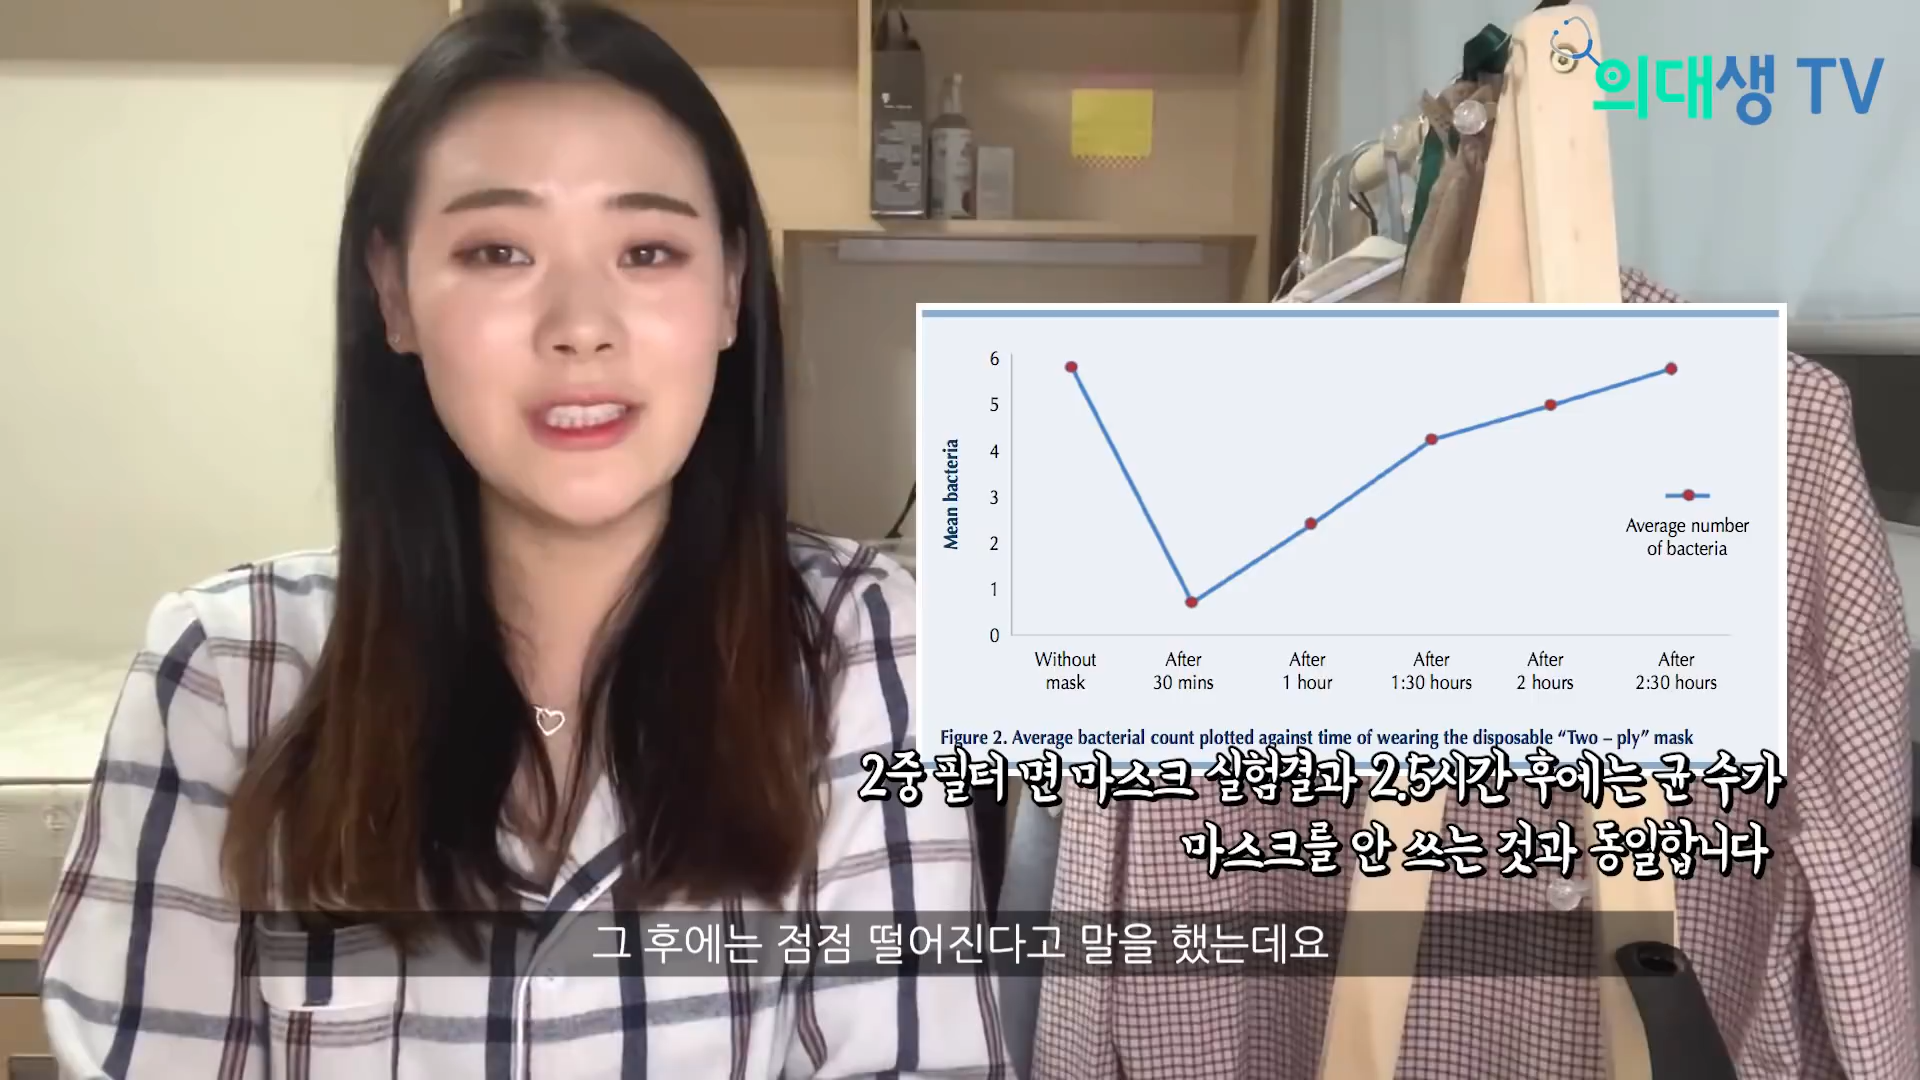 의대생 TV
6
5
4
3
2
1
0
Mean bacteria
Average number
of bacteria
Without
mask
After
30 mins
After
1 hour
After
1:30 hours
After
2 hours
After
2:30 hours
Figure 2. Average bacterial count plotted against time of wearing the disposable “Two – ply” mask
2중 필터 면 마스크 실험결과 2.5시간 후에는 균 수가
마스크를 안 쓰는 것과 동일합니다
그 후에는 점점 떨어진다고 말을 했는데요